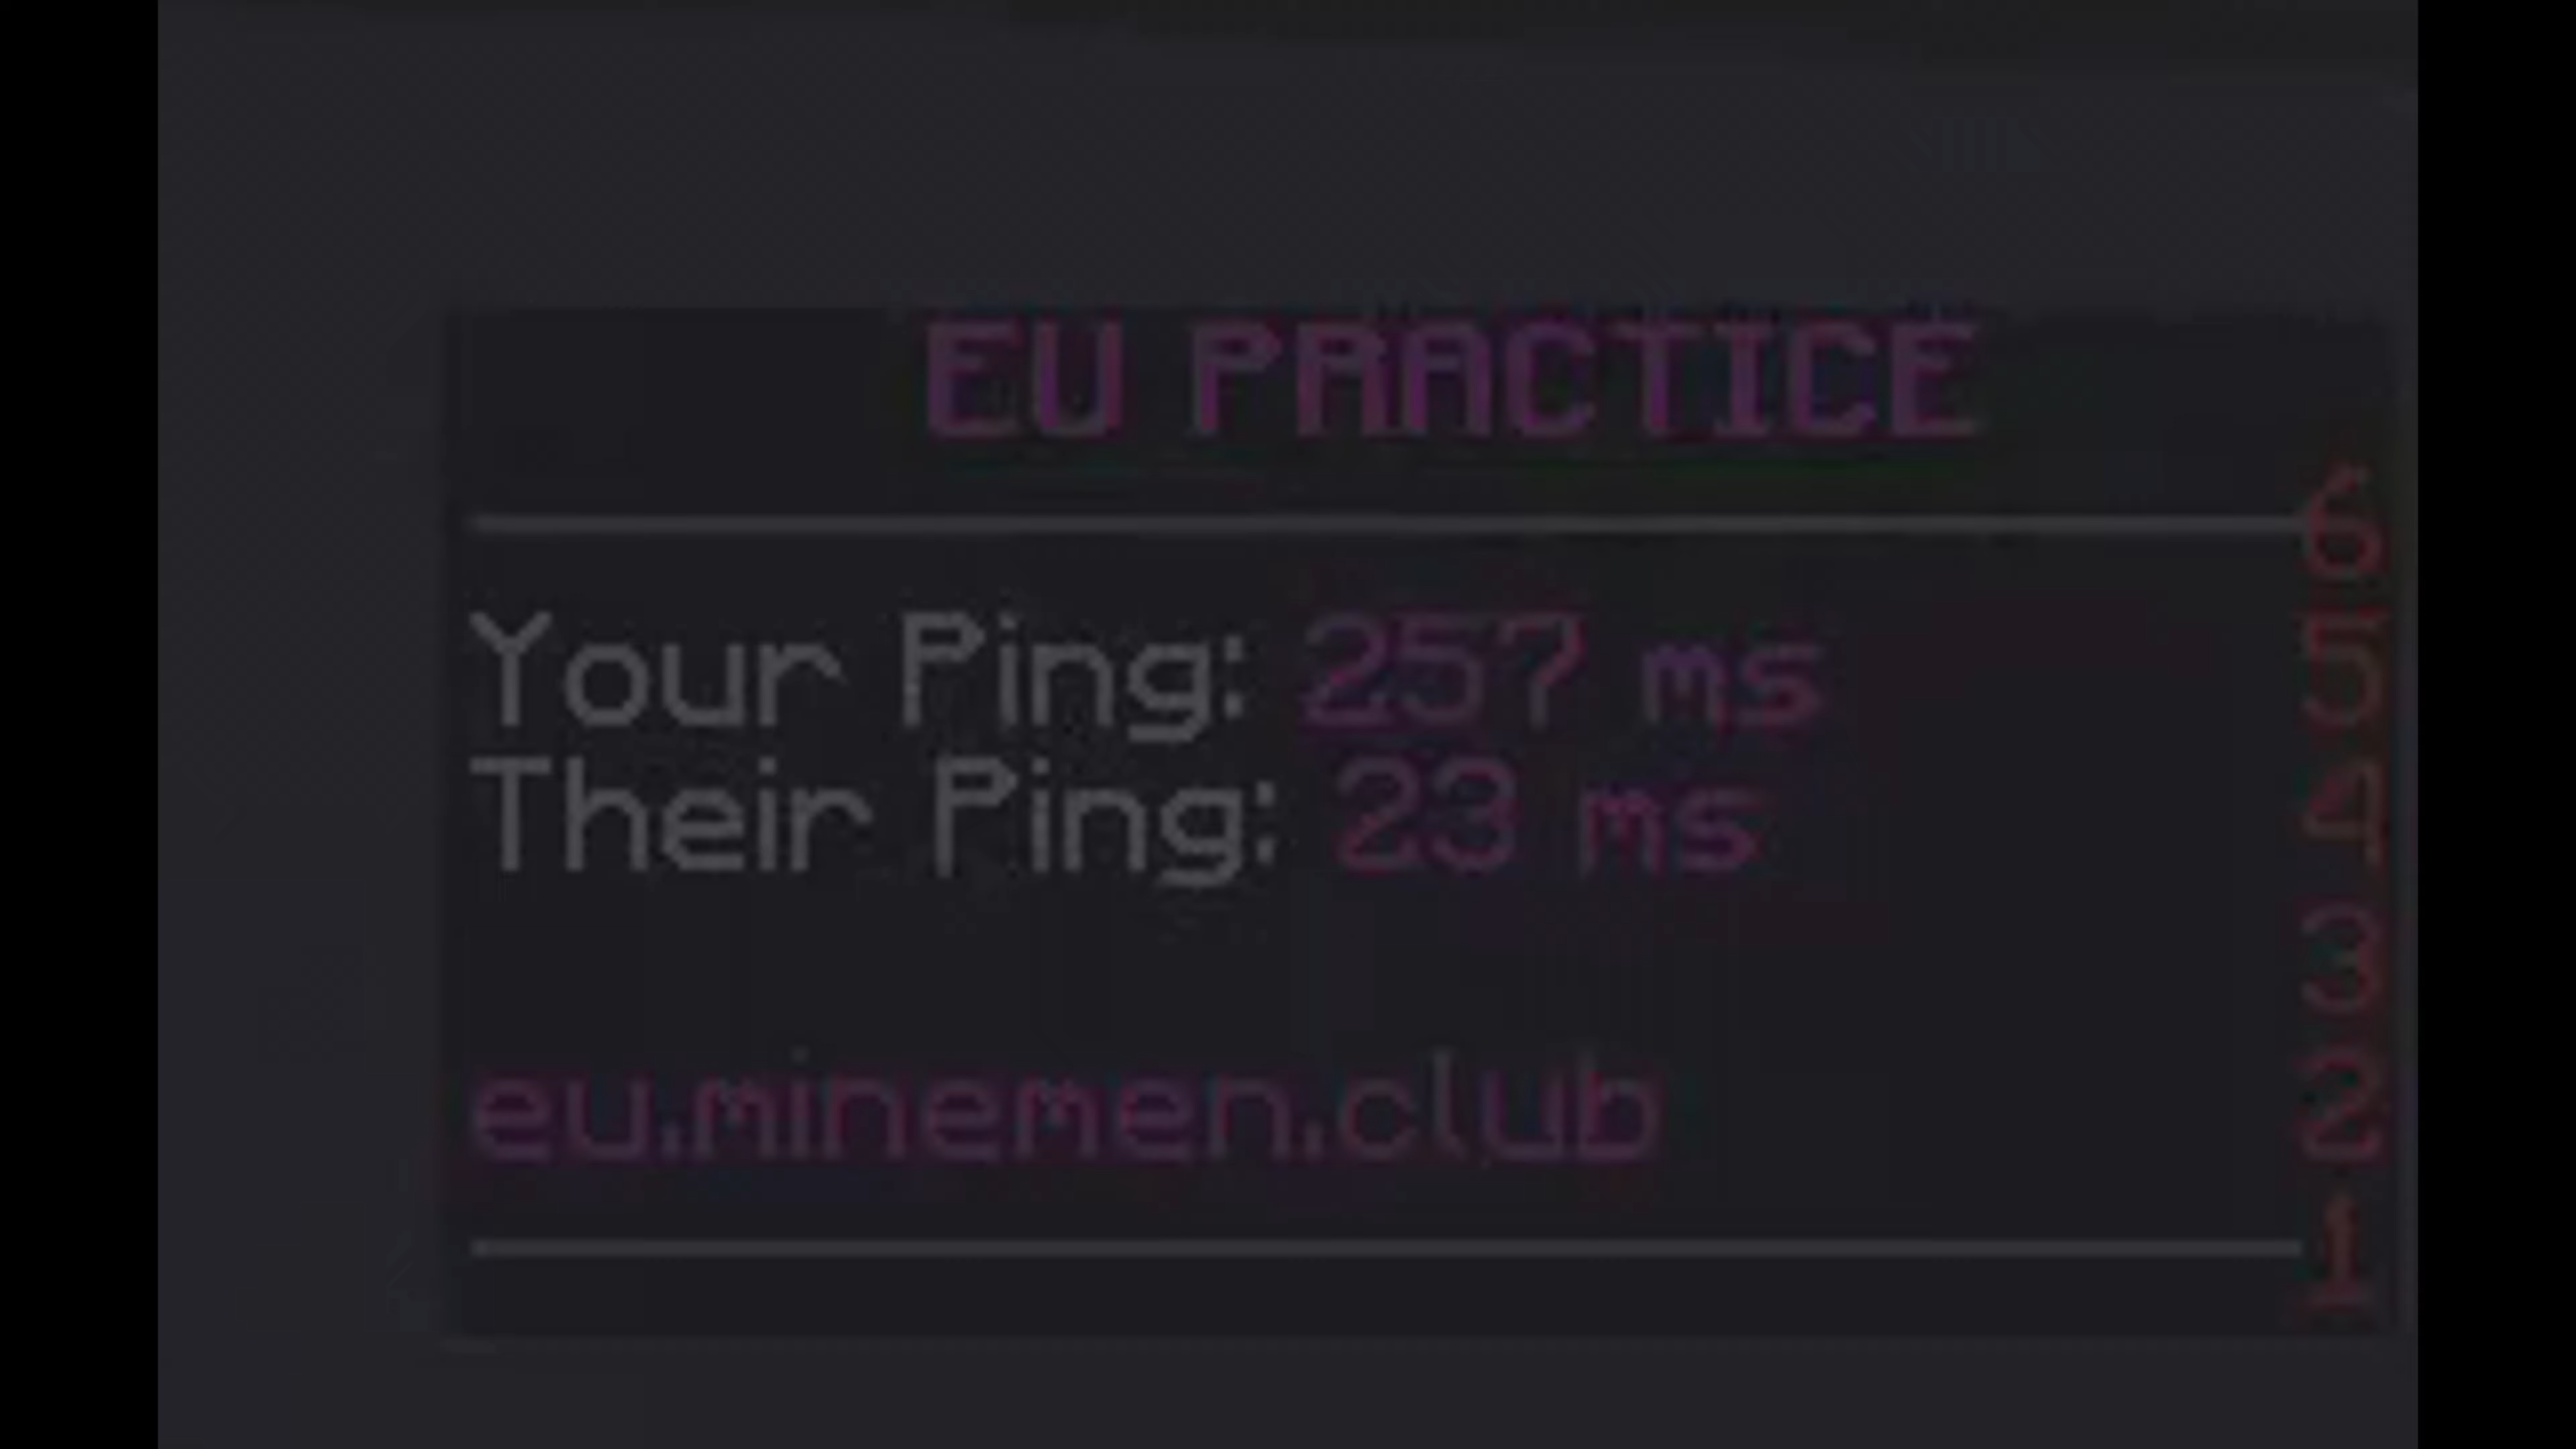 EU PRACTICE
6
Your Ping: 257 ms 5
Their Ping: 23 ms 4
3
eu.minemen.club 2
1